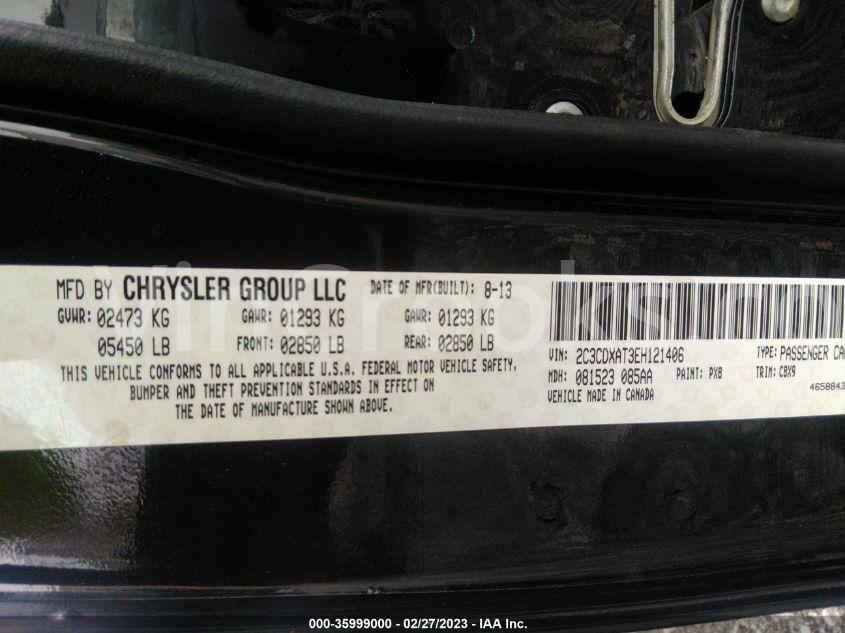 MFD BY CHRYSLER GROUP LLC DATE OF MFR(BUILT): 8-13
GVWR: 02473 KG GAWR: 01293 KG GAWR: 01293 KG
05450 LB FRONT: 02850 LB REAR: 02850 LB
THIS VEHICLE CONFORMS TO ALL APPLICABLE U.S.A. FEDERAL MOTOR VEHICLE SAFETY,
BUMPER AND THEFT PREVENTION STANDARDS IN EFFECT ON
THE DATE OF MANUFACTURE SHOWN ABOVE.
VIN: 2C3CDXAT3EH121406 TYPE: PASSENGER CA
MDH: 081523 085AA PAINT: PX8 TRIM: C8X9
VEHICLE MADE IN CANADA 4658843
000-35999000 - 02/27/2023 - © IAA Inc.